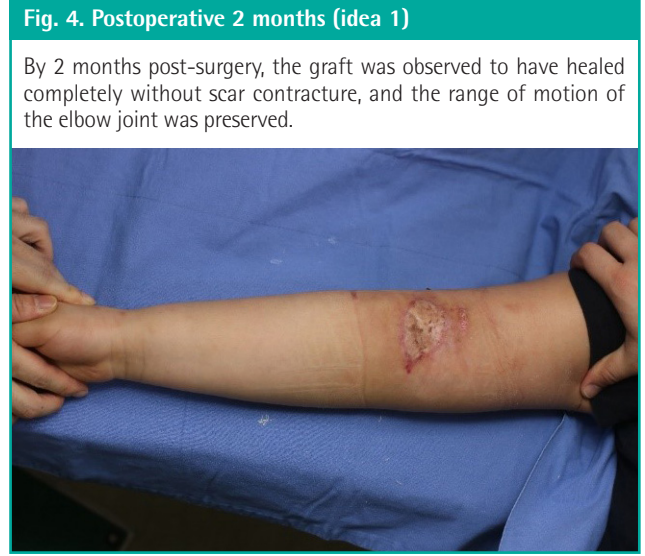 Fig. 4. Postoperative 2 months (idea 1)
By 2 months post-surgery, the graft was observed to have healed
completely without scar contracture, and the range of motion of
the elbow joint was preserved.